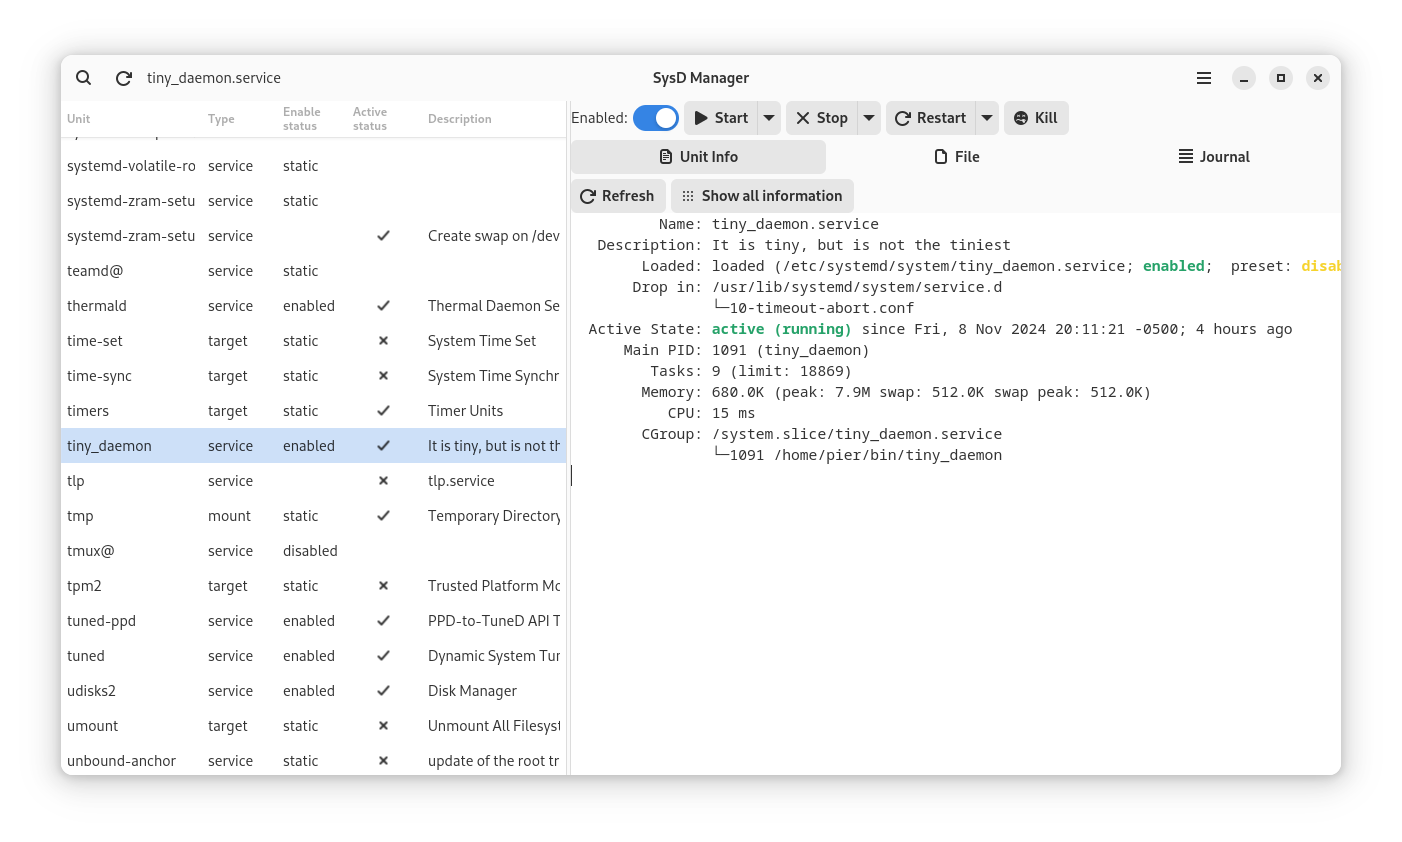 tiny_daemon.service
SysD Manager
Unit Type Enable status Active status Description
systemd-volatile-ro service static
systemd-zram-setu service static
systemd-zram-setu service Create swap on /dev
teamd@ service static
thermald service enabled Thermal Daemon Se
time-set target static System Time Set
time-sync target static System Time Synchr
timers target static Timer Units
tiny_daemon service enabled It is tiny, but is not th
tlp service tlp.service
tmp mount static Temporary Directory
tmux@ service disabled
tpm2 target static Trusted Platform Mo
tuned-ppd service enabled PPD-to-TuneD API T
tuned service enabled Dynamic System Tun
udisks2 service enabled Disk Manager
umount target static Unmount All Filesyst
unbound-anchor service static update of the root tr
Enabled: Start Stop Restart Kill
Unit Info File Journal
Refresh Show all information
Name: tiny_daemon.service
Description: It is tiny, but is not the tiniest
Loaded: loaded (/etc/systemd/system/tiny_daemon.service; enabled; preset: disab
Drop in: /usr/lib/systemd/system/service.d
└─10-timeout-abort.conf
Active State: active (running) since Fri, 8 Nov 2024 20:11:21 -0500; 4 hours ago
Main PID: 1091 (tiny_daemon)
Tasks: 9 (limit: 18869)
Memory: 680.0K (peak: 7.9M swap: 512.0K swap peak: 512.0K)
CPU: 15 ms
CGroup: /system.slice/tiny_daemon.service
└─1091 /home/pier/bin/tiny_daemon